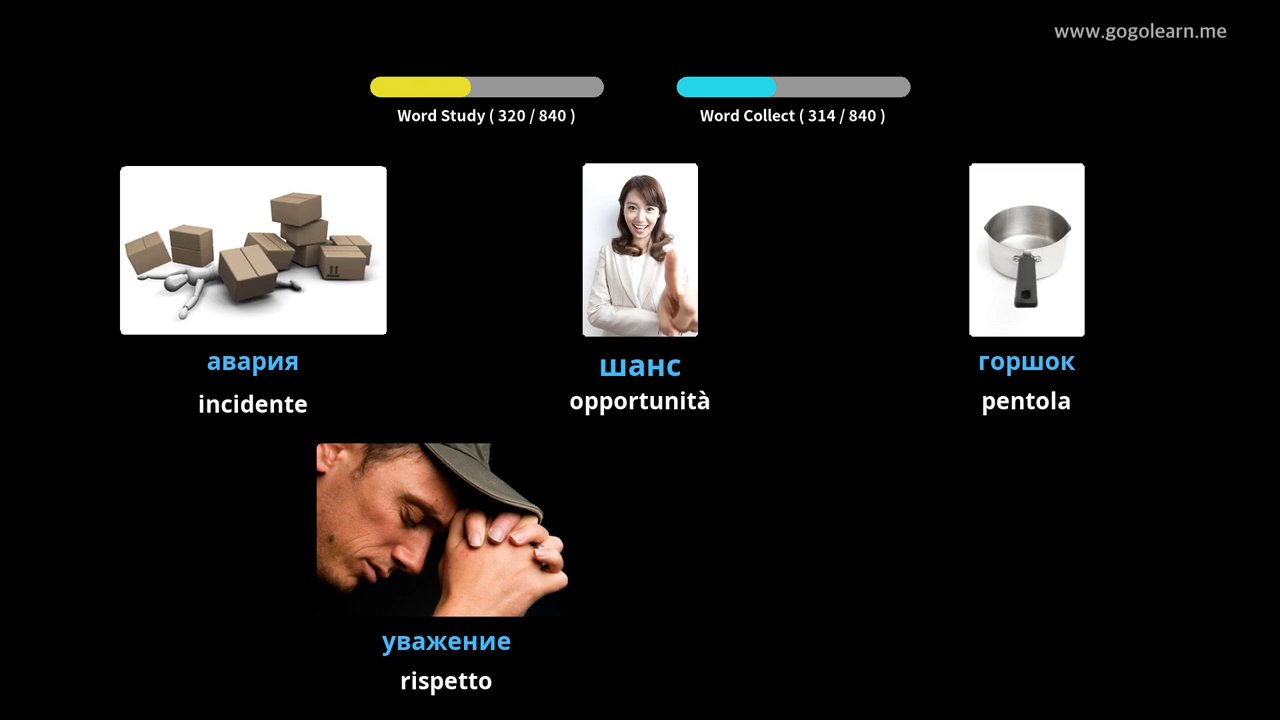 www.gogolearn.me
Word Study ( 320 / 840 )
Word Collect ( 314 / 840 )
авария
incidente
шанс
opportunità
горшок
pentola
уважение
rispetto